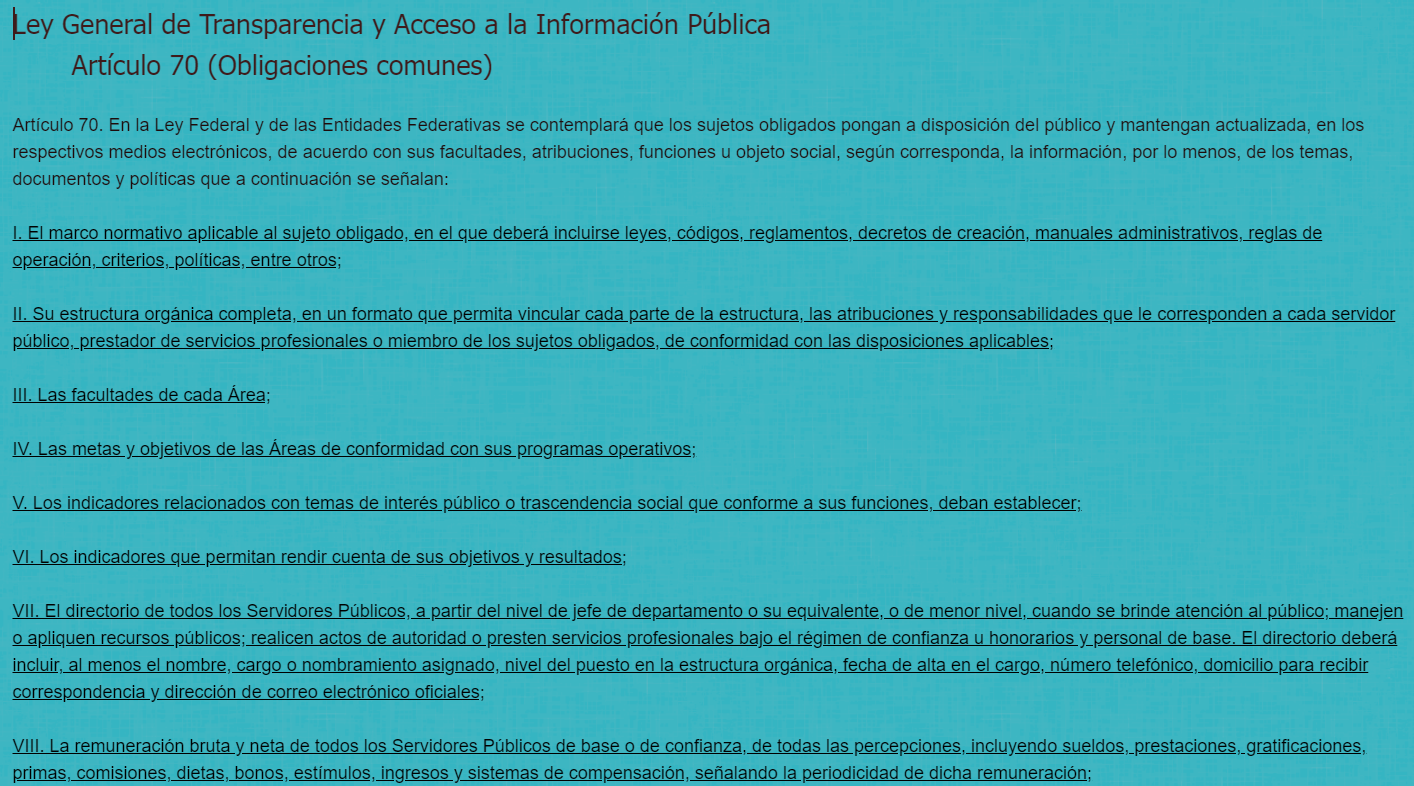 Ley General de Transparencia y Acceso a la Información Pública
Artículo 70 (Obligaciones comunes)
Artículo 70. En la Ley Federal y de las Entidades Federativas se contemplará que los sujetos obligados pongan a disposición del público y mantengan actualizada, en los
respectivos medios electrónicos, de acuerdo con sus facultades, atribuciones, funciones u objeto social, según corresponda, la información, por lo menos, de los temas,
documentos y políticas que a continuación se señalan:
I. El marco normativo aplicable al sujeto obligado, en el que deberá incluirse leyes, códigos, reglamentos, decretos de creación, manuales administrativos, reglas de
operación, criterios, políticas, entre otros;
II. Su estructura orgánica completa, en un formato que permita vincular cada parte de la estructura, las atribuciones y responsabilidades que le corresponden a cada servidor
público, prestador de servicios profesionales o miembro de los sujetos obligados, de conformidad con las disposiciones aplicables;
III. Las facultades de cada Área;
IV. Las metas y objetivos de las Áreas de conformidad con sus programas operativos;
V. Los indicadores relacionados con temas de interés público o trascendencia social que conforme a sus funciones, deban establecer;
VI. Los indicadores que permitan rendir cuenta de sus objetivos y resultados;
VII. El directorio de todos los Servidores Públicos, a partir del nivel de jefe de departamento o su equivalente, o de menor nivel, cuando se brinde atención al público; manejen
o apliquen recursos públicos; realicen actos de autoridad o presten servicios profesionales bajo el régimen de confianza u honorarios y personal de base. El directorio deberá
incluir, al menos el nombre, cargo o nombramiento asignado, nivel del puesto en la estructura orgánica, fecha de alta en el cargo, número telefónico, domicilio para recibir
correspondencia y dirección de correo electrónico oficiales;
VIII. La remuneración bruta y neta de todos los Servidores Públicos de base o de confianza, de todas las percepciones, incluyendo sueldos, prestaciones, gratificaciones,
primas, comisiones, dietas, bonos, estímulos, ingresos y sistemas de compensación, señalando la periodicidad de dicha remuneración;